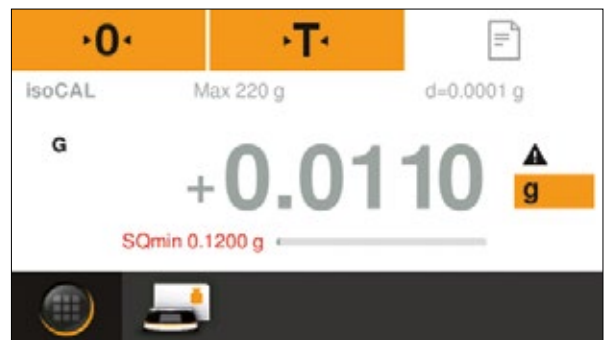 0 T
isoCAL Max 220 g d=0.0001 g
G
+0.0110 g
SQmin 0.1200 g